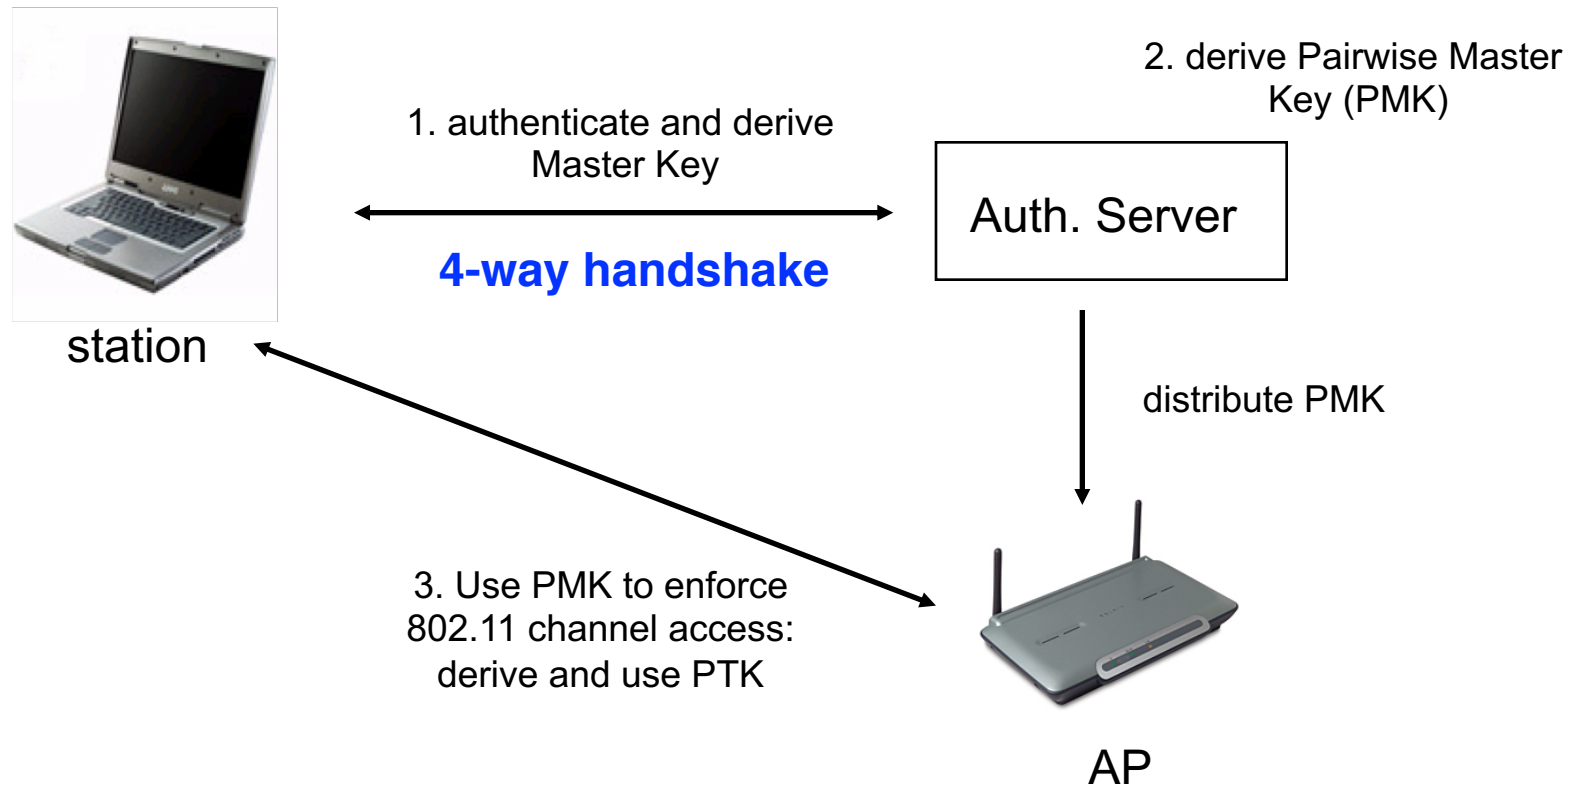 2. derive Pairwise Master
Key (PMK)
1. authenticate and derive
Master Key
Auth. Server
4-way handshake
station
distribute PMK
3. Use PMK to enforce
802.11 channel access:
derive and use PTK
AP